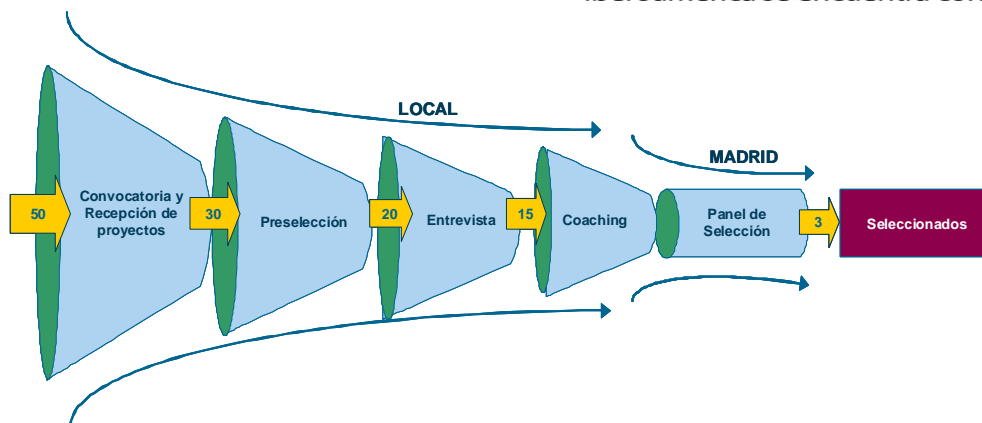 LOCAL
MADRID
50
Convocatoria y
Recepción de
proyectos
30
Preselección
20
Entrevista
15
Coaching
Panel de
Selección
3
Seleccionados